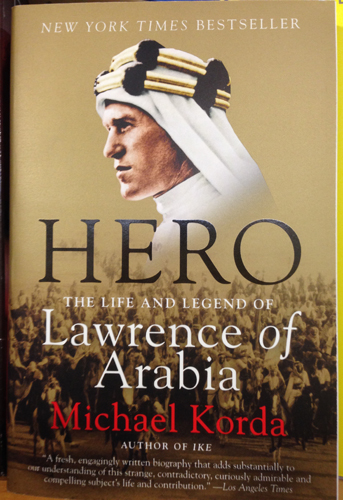 NEW YORK TIMES BESTSELLER
HERO
THE LIFE AND LEGEND OF
Lawrence of
Arabia
Michael Korda
AUTHOR OF IKE
"A fresh, engagingly written biography that adds substantially to
our understanding of this strange, contradictory, curiously admirable and
compelling subject's life and contribution." —Los Angeles Times